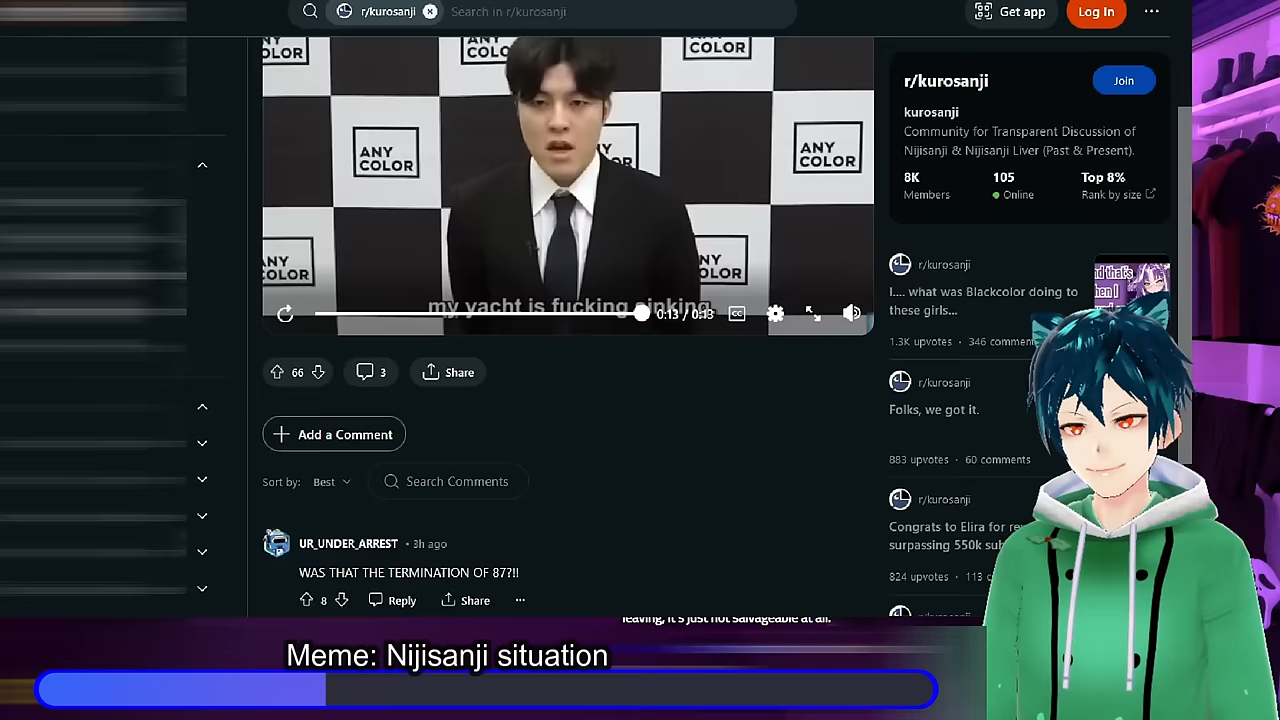 r/kurosanji
Search in r/kurosanji
Get app
Log In
ANY COLOR
COLOR
ANY
COLOR
ANY
COLOR
my yacht is fucking sinking
0:13 / 0:13
CC
66
3
Share
Add a Comment
Sort by:
Best
Search Comments
UR_UNDER_ARREST
• 3h ago
WAS THAT THE TERMINATION OF 87?!!
8
Reply
Share
r/kurosanji
Join
kurosanji
Community for Transparent Discussion of
Nijisanji & Nijisanji Liver (Past & Present).
8K
105
Top 8%
Members
Online
Rank by size
r/kurosanji
I.... what was Blackcolor doing to
these girls...
1.3K upvotes · 346 comment
r/kurosanji
Folks, we got it.
883 upvotes · 60 comments
r/kurosanji
Congrats to Elira for re
surpassing 550k sub
824 upvotes · 113 c
leaving, it's just not salvageable at all.
Meme: Nijisanji situation